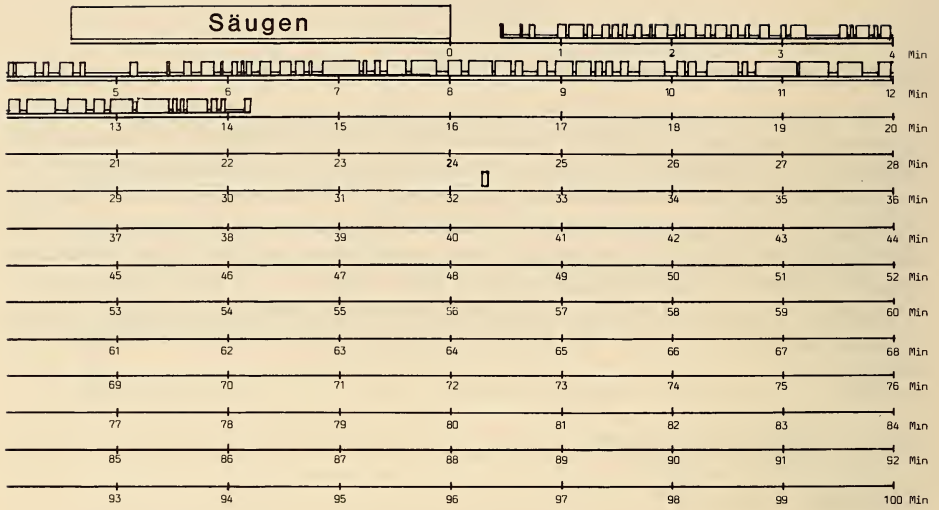 Säugen
0 1 2 3 4 Min
5 6 7 8 9 10 11 12 Min
13 14 15 16 17 18 19 20 Min
21 22 23 24 25 26 27 28 Min
29 30 31 32 33 34 35 36 Min
37 38 39 40 41 42 43 44 Min
45 46 47 48 49 50 51 52 Min
53 54 55 56 57 58 59 60 Min
61 62 63 64 65 66 67 68 Min
69 70 71 72 73 74 75 76 Min
77 78 79 80 81 82 83 84 Min
85 86 87 88 89 90 91 92 Min
93 94 95 96 97 98 99 100 Min